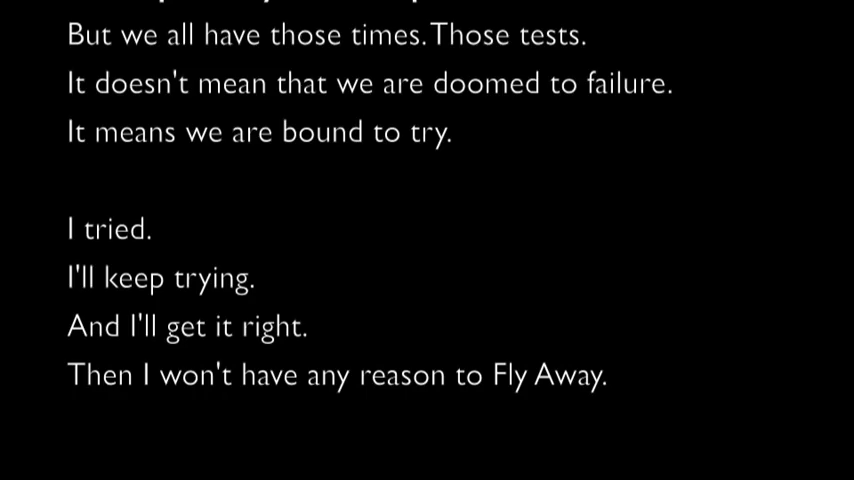 But we all have those times. Those tests.
It doesn't mean that we are doomed to failure.
It means we are bound to try.
I tried.
I'll keep trying.
And I'll get it right.
Then I won't have any reason to Fly Away.